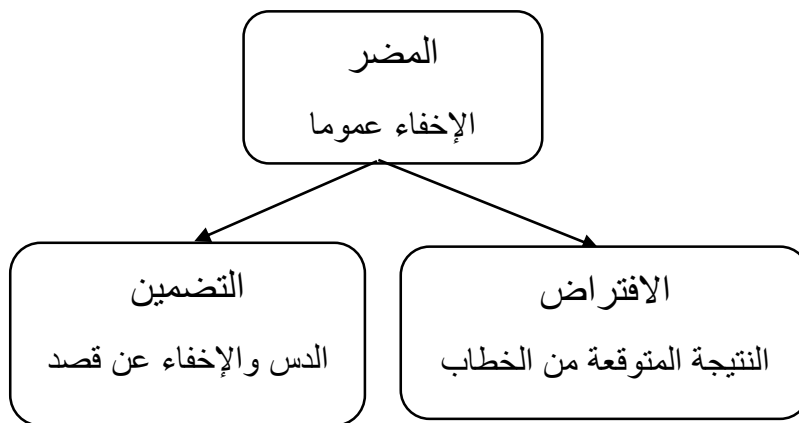 المضر
الإخفاء عموما
الافتراض
النتيجة المتوقعة من الخطاب
التضمين
الدس والإخفاء عن قصد